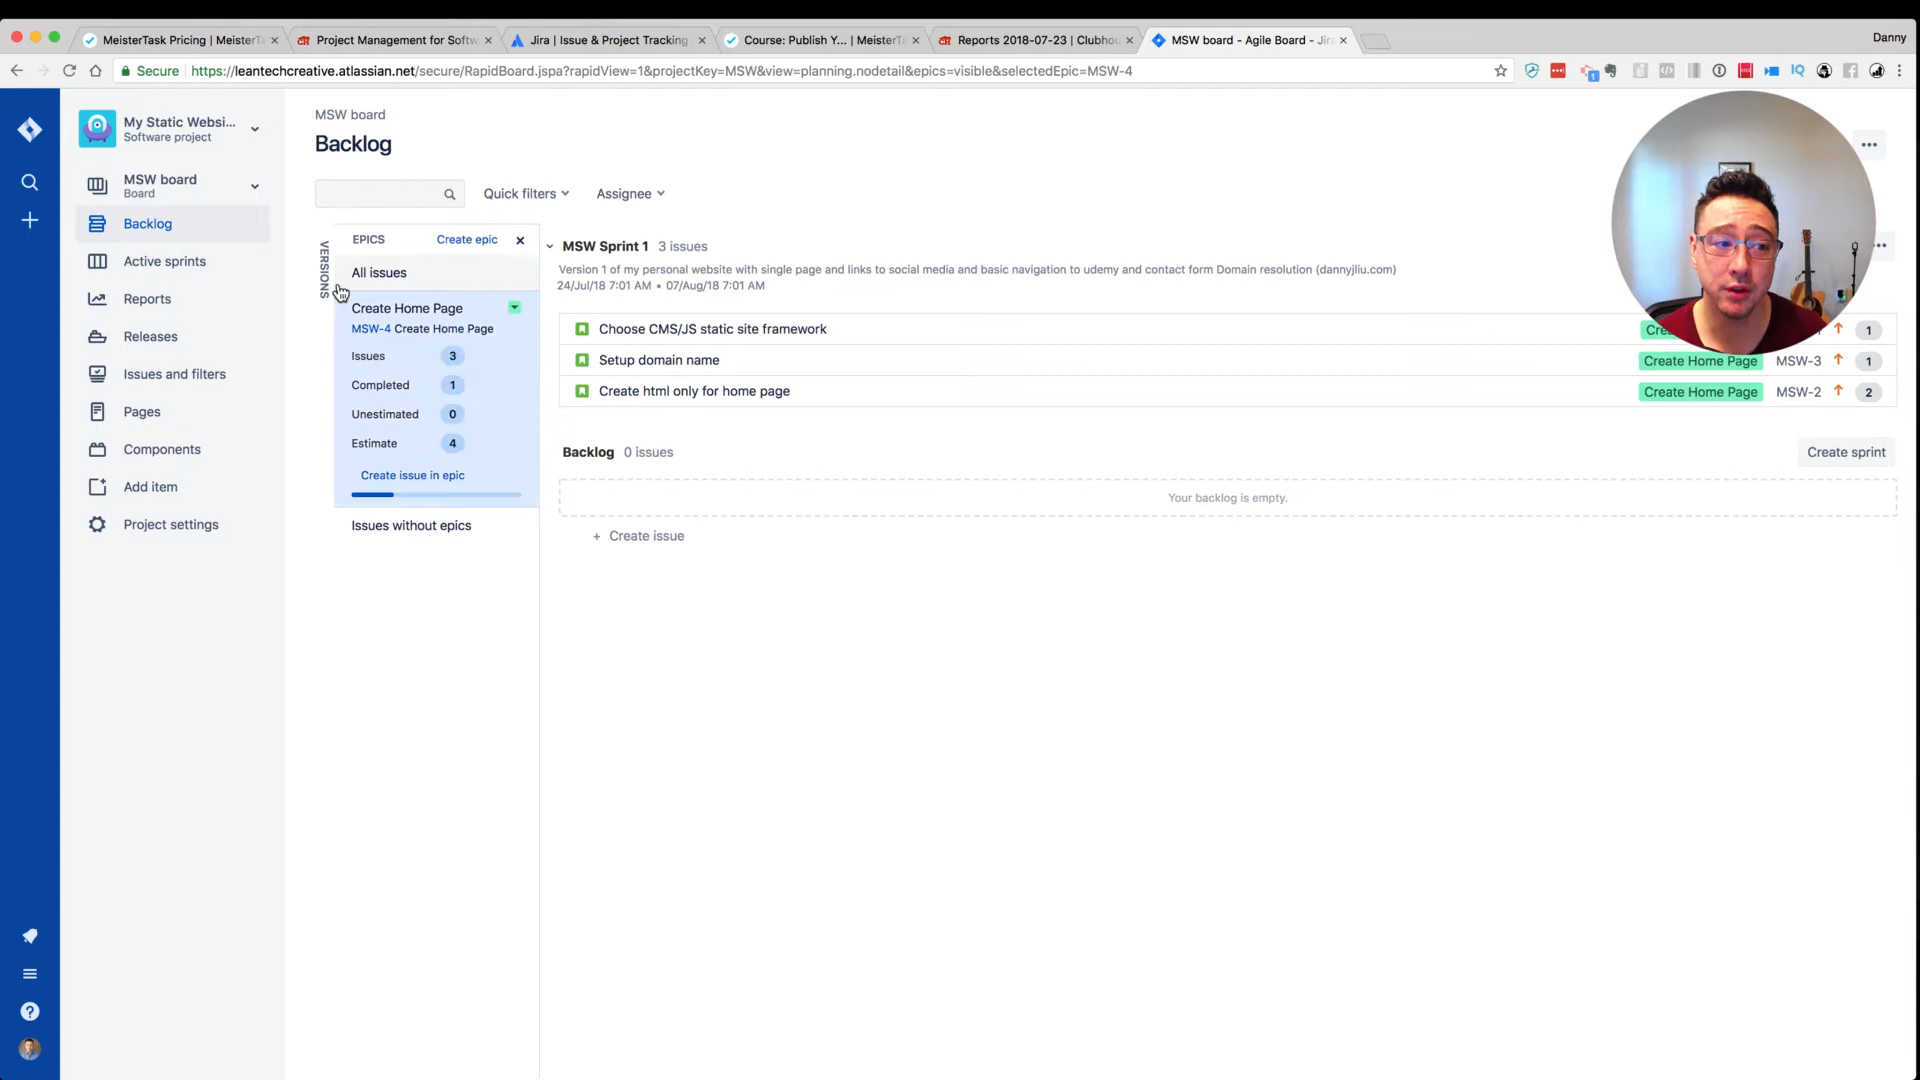 MeisterTask Pricing | MeisterT
Project Management for Softw
Jira | Issue & Project Tracking
Course: Publish Y... | MeisterTa
Reports 2018-07-23 | Clubhou
MSW board - Agile Board - Jira
Danny
Secure
https://leantechcreative.atlassian.net/secure/RapidBoard.jspa?rapidView=1&projectKey=MSW&view=planning.nodetail&epics=visible&selectedEpic=MSW-4
My Static Websi...
Software project
MSW board
Board
Backlog
Active sprints
Reports
Releases
Issues and filters
Pages
Components
Add item
Project settings
MSW board
Backlog
Quick filters
Assignee
VERSIONS
EPICS
Create epic
All issues
Create Home Page
MSW-4 Create Home Page
Issues 3
Completed 1
Unestimated 0
Estimate 4
Create issue in epic
Issues without epics
MSW Sprint 1 3 issues
Version 1 of my personal website with single page and links to social media and basic navigation to udemy and contact form Domain resolution (dannyjliu.com)
24/Jul/18 7:01 AM • 07/Aug/18 7:01 AM
Choose CMS/JS static site framework Cre 1
Setup domain name Create Home Page MSW-3 1
Create html only for home page Create Home Page MSW-2 2
Backlog 0 issues
Create sprint
Your backlog is empty.
+ Create issue